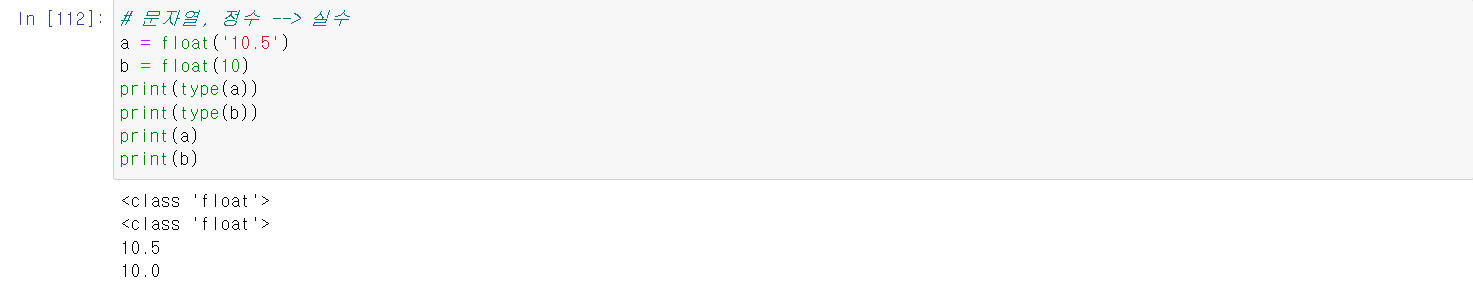 In [112]: # 문자열, 정수 --> 실수
a = float('10.5')
b = float(10)
print(type(a))
print(type(b))
print(a)
print(b)
<class 'float'>
<class 'float'>
10.5
10.0